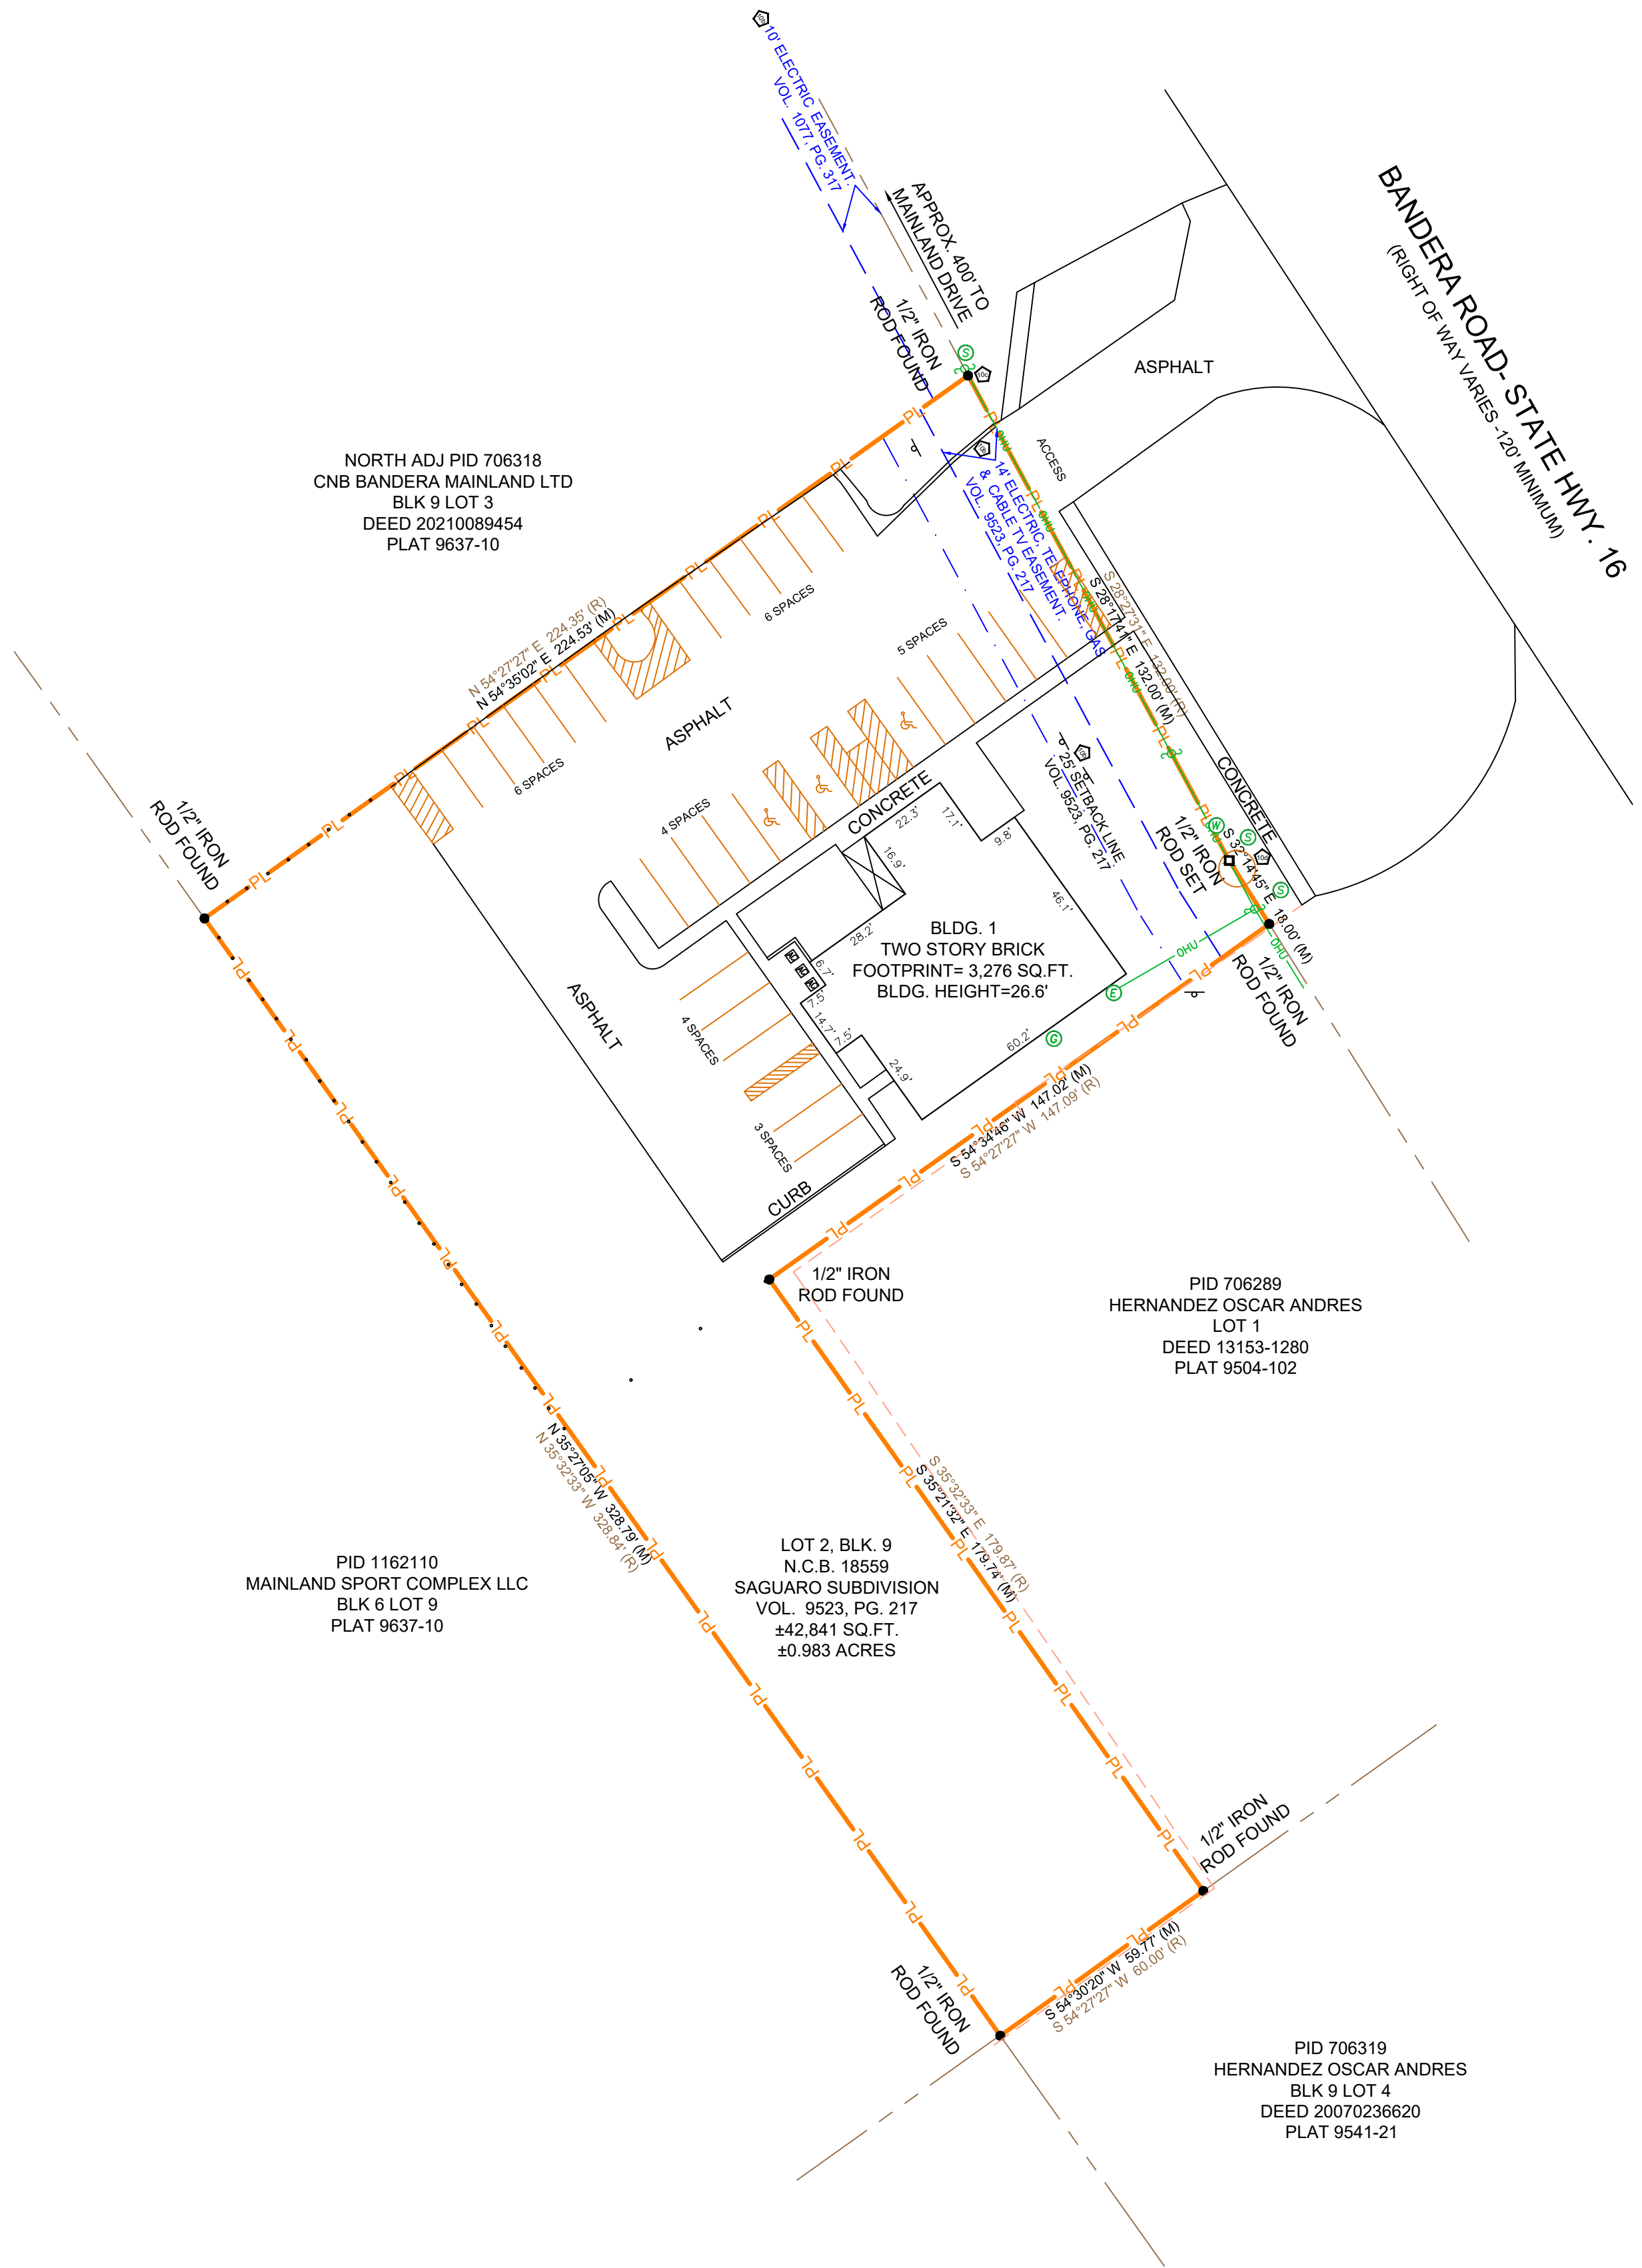 10' ELECTRIC EASEMENT.
VOL. 1077, PG. 317
APPROX. 400' TO
MAINLAND DRIVE
BANDERA ROAD- STATE HWY. 16
(RIGHT OF WAY VARIES -120' MINIMUM)
1/2" IRON
ROD FOUND
S
10c
ASPHALT
ACCESS
NORTH ADJ PID 706318
CNB BANDERA MAINLAND LTD
BLK 9 LOT 3
DEED 20210089454
PLAT 9637-10
14' ELECTRIC, TELEPHONE, GAS
& CABLE TV EASEMENT.
VOL. 9523, PG. 217
S 28°27'31" E 132.00' (R)
S 28°17'41" E 132.00' (M)
N 54°27'27" E 224.35' (R)
N 54°35'02" E 224.53' (M)
6 SPACES
5 SPACES
ASPHALT
6 SPACES
4 SPACES
CONCRETE
25' SETBACK LINE
VOL. 9523, PG. 217.
CONCRETE
1/2" IRON
ROD SET
W
S
10d
S
S 32°14'45" E 18.00' (M)
1/2" IRON
ROD FOUND
22.3'
17.1'
9.8'
16.9'
46.1'
28.2'
6.7'
7.5'
14.7'
7.5'
24.9'
60.2'
BLDG. 1
TWO STORY BRICK
FOOTPRINT= 3,276 SQ.FT.
BLDG. HEIGHT=26.6'
OHU
OHU
OHU
OHU
OHU
OHU
OHU
E
G
1/2" IRON
ROD FOUND
ASPHALT
4 SPACES
3 SPACES
CURB
S 54°34'46" W 147.02' (M)
S 54°27'27" W 147.09' (R)
1/2" IRON
ROD FOUND
PID 706289
HERNANDEZ OSCAR ANDRES
LOT 1
DEED 13153-1280
PLAT 9504-102
N 35°27'05" W 328.79' (M)
N 35°32'33" W 328.84' (R)
S 35°32'33" E 179.87' (R)
S 35°21'32" E 179.74' (M)
PID 1162110
MAINLAND SPORT COMPLEX LLC
BLK 6 LOT 9
PLAT 9637-10
LOT 2, BLK. 9
N.C.B. 18559
SAGUARO SUBDIVISION
VOL. 9523, PG. 217
±42,841 SQ.FT.
±0.983 ACRES
1/2" IRON
ROD FOUND
1/2" IRON
ROD FOUND
S 54°30'20" W 59.77' (M)
S 54°27'27" W 60.00' (R)
PID 706319
HERNANDEZ OSCAR ANDRES
BLK 9 LOT 4
DEED 20070236620
PLAT 9541-21